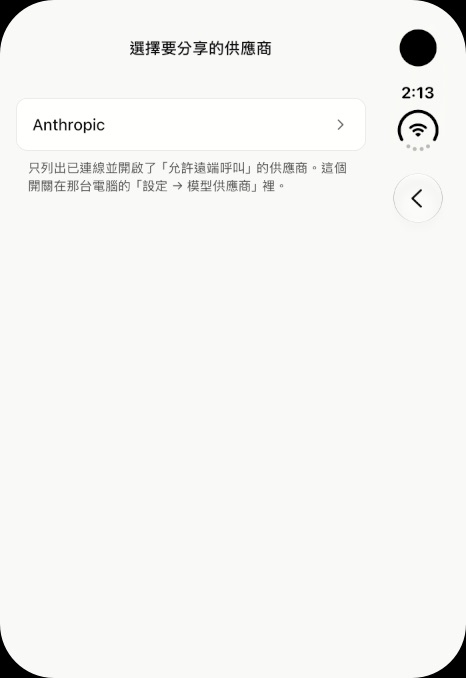 選擇要分享的供應商
2:13
Anthropic
只列出已連線並開啟了「允許遠端呼叫」的供應商。這個
開關在那台電腦的「設定 → 模型供應商」裡。